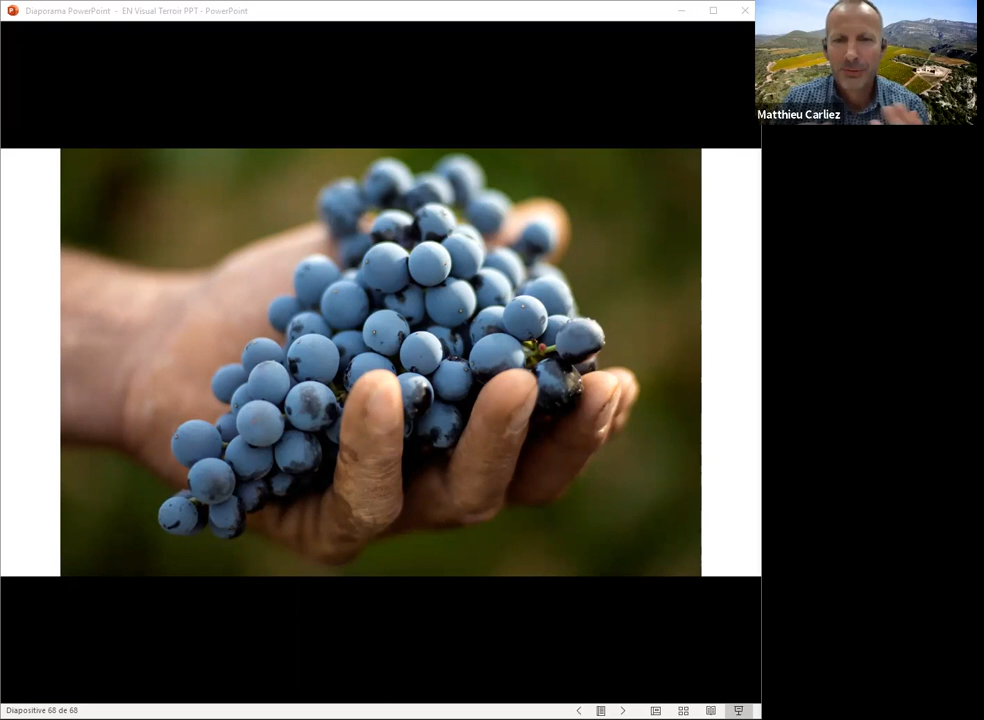 Diaporama PowerPoint - EN Visual Terroir PPT - PowerPoint
Matthieu Carliez
Diapositive 68 de 68